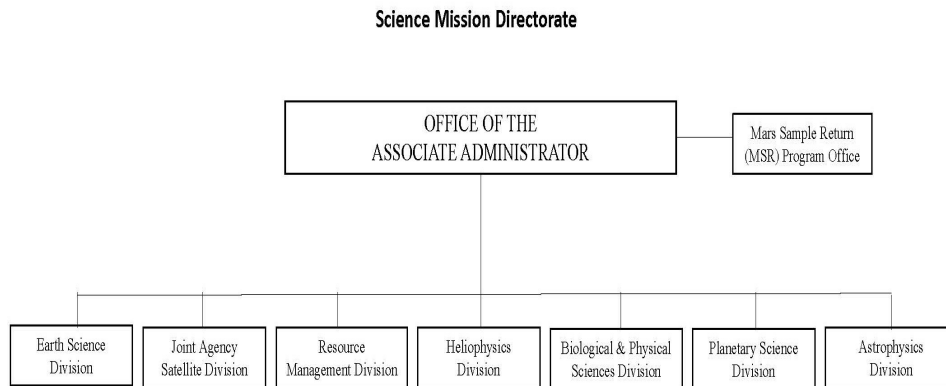 Science Mission Directorate
OFFICE OF THE
ASSOCIATE ADMINISTRATOR
Mars Sample Return
(MSR) Program Office
Earth Science
Division
Joint Agency
Satellite Division
Resource
Management Division
Heliophysics
Division
Biological & Physical
Sciences Division
Planetary Science
Division
Astrophysics
Division